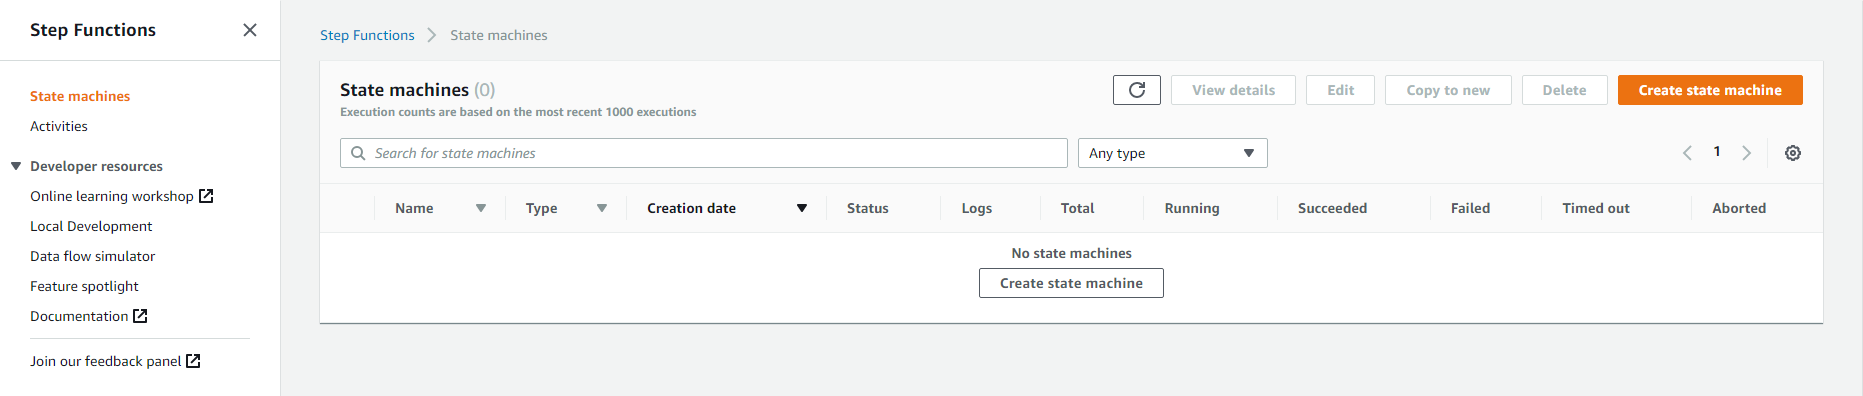 Step Functions
State machines
Activities
Developer resources
Online learning workshop
Local Development
Data flow simulator
Feature spotlight
Documentation
Join our feedback panel
Step Functions State machines
State machines (0)
Execution counts are based on the most recent 1000 executions
View details Edit Copy to new Delete Create state machine
Search for state machines Any type 1
Name Type Creation date Status Logs Total Running Succeeded Failed Timed out Aborted
No state machines
Create state machine